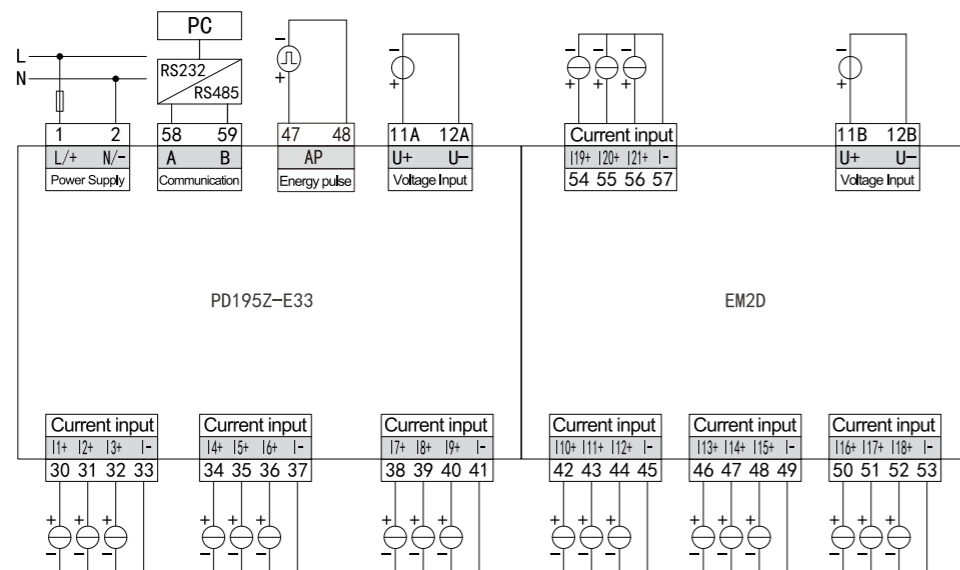 PC
L
N
RS232
RS485
- + - + - - - + + + - +
1 2 58 59 47 48 11A 12A Current input 11B 12B
L/+ N/- A B AP U+ U- I19+ I20+ I21+ I- U+ U-
Power Supply Communication Energy pulse Voltage Input 54 55 56 57 Voltage Input
PD195Z-E33 EM2D
Current input Current input Current input Current input Current input Current input
I1+ I2+ I3+ I- I4+ I5+ I6+ I- I7+ I8+ I9+ I- I10+ I11+ I12+ I- I13+ I14+ I15+ I- I16+ I17+ I18+ I-
30 31 32 33 34 35 36 37 38 39 40 41 42 43 44 45 46 47 48 49 50 51 52 53
+ + + + + + + + + + + + + + + + + +
- - - - - - - - - - - - - - - - - -